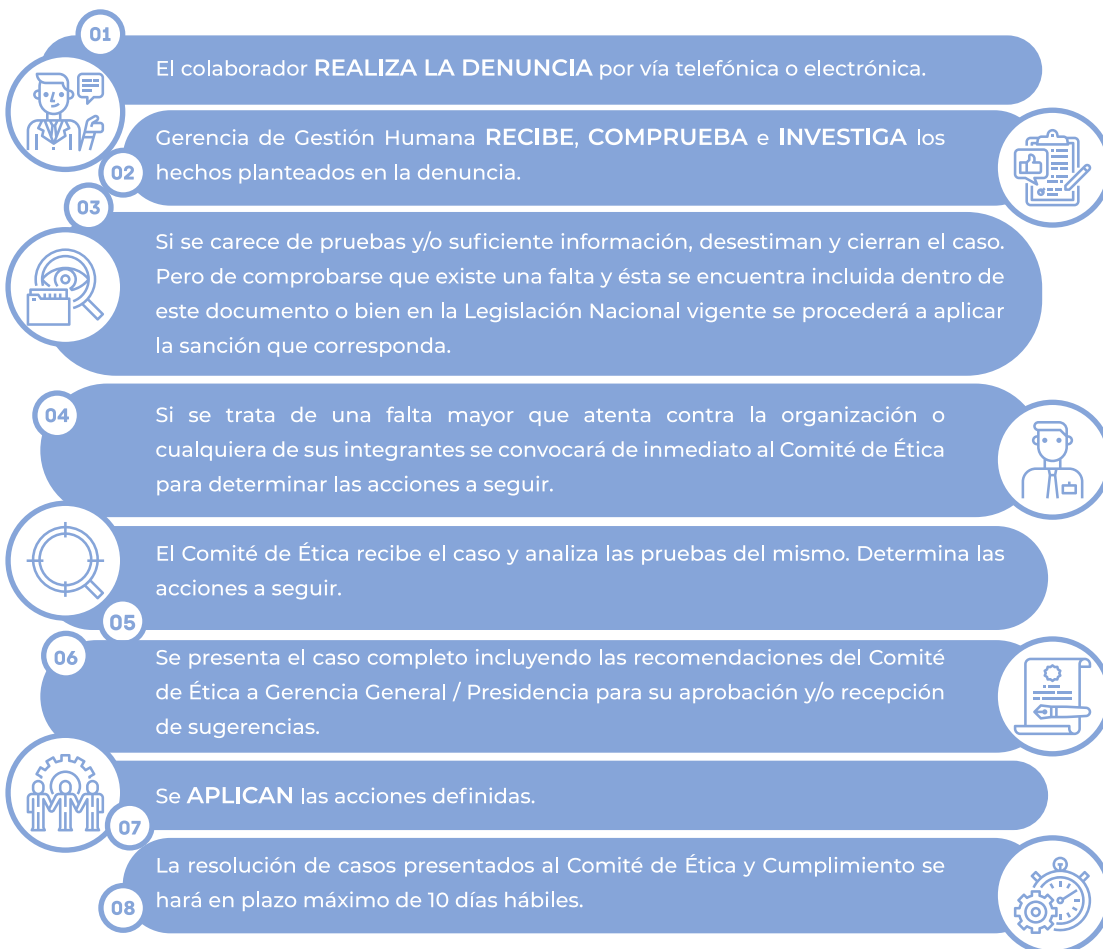 01
El colaborador REALIZA LA DENUNCIA por vía telefónica o electrónica.
02
Gerencia de Gestión Humana RECIBE, COMPRUEBA e INVESTIGA los
hechos planteados en la denuncia.
03
Si se carece de pruebas y/o suficiente información, desestiman y cierran el caso.
Pero de comprobarse que existe una falta y ésta se encuentra incluida dentro de
este documento o bien en la Legislación Nacional vigente se procederá a aplicar
la sanción que corresponda.
04
Si se trata de una falta mayor que atenta contra la organización o
cualquiera de sus integrantes se convocará de inmediato al Comité de Ética
para determinar las acciones a seguir.
El Comité de Ética recibe el caso y analiza las pruebas del mismo. Determina las
acciones a seguir.
05
06
Se presenta el caso completo incluyendo las recomendaciones del Comité
de Ética a Gerencia General / Presidencia para su aprobación y/o recepción
de sugerencias.
Se APLICAN las acciones definidas.
07
La resolución de casos presentados al Comité de Ética y Cumplimiento se
hará en plazo máximo de 10 días hábiles.
08